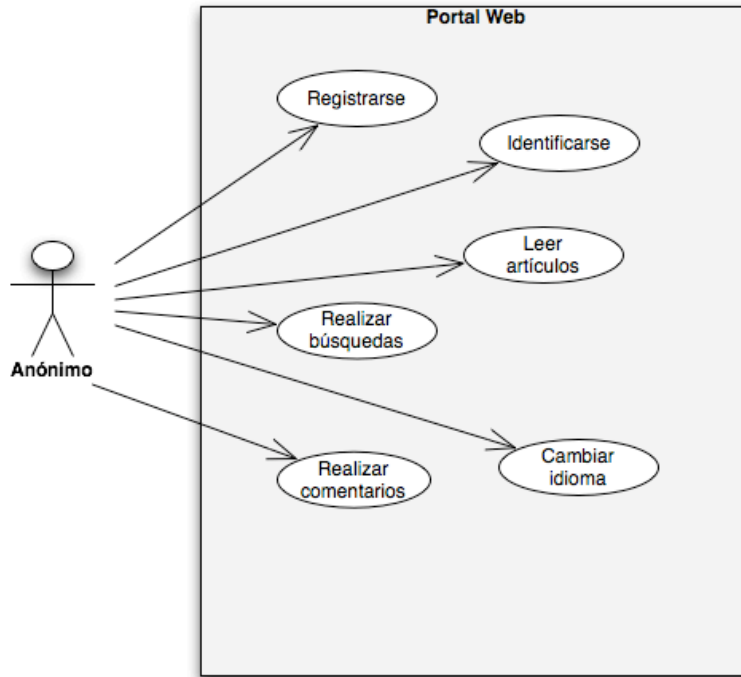 Portal Web
Registrarse
Identificarse
Leer
artículos
Realizar
búsquedas
Anónimo
Cambiar
idioma
Realizar
comentarios